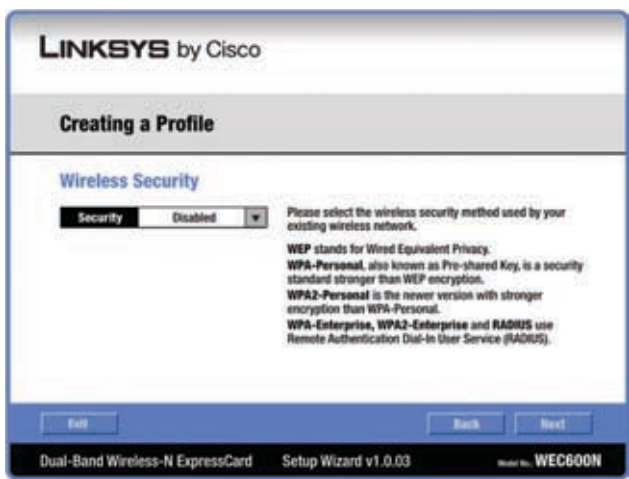 LINKSYS by Cisco
Creating a Profile
Wireless Security
Security Disabled
Please select the wireless security method used by your
existing wireless network.
WEP stands for Wired Equivalent Privacy.
WPA-Personal, also known as Pre-shared Key, is a security
standard stronger than WEP encryption.
WPA2-Personal is the newer version with stronger
encryption than WPA-Personal.
WPA-Enterprise, WPA2-Enterprise and RADIUS use
Remote Authentication Dial-In User Service (RADIUS).
Exit
Back
Next
Dual-Band Wireless-N ExpressCard
Setup Wizard v1.0.03
Model No. WEC600N